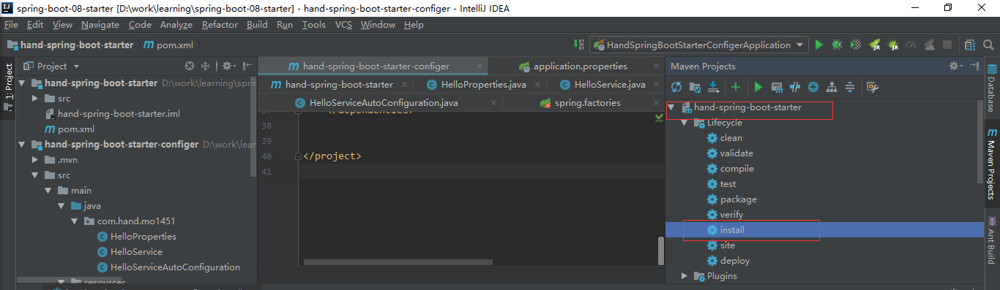 spring-boot-08-starter [D:\work\learning\spring-boot-08-starter] - hand-spring-boot-starter-configer - IntelliJ IDEA
File Edit View Navigate Code Analyze Refactor Build Run Tools VCS Window Help
hand-spring-boot-starter pom.xml HandSpringBootStarterConfigerApplication
1: Project
Project
hand-spring-boot-starter D:\work\learning\sprin
src
hand-spring-boot-starter.iml
pom.xml
hand-spring-boot-starter-configer D:\work\lear
.mvn
src
main
java
com.hand.mo1451
HelloProperties
HelloService
HelloServiceAutoConfiguration
resources
hand-spring-boot-starter-configer application.properties
hand-spring-boot-starter HelloProperties.java HelloService.java
HelloServiceAutoConfiguration.java spring.factories
</dependencies>
38
39
40 </project>
41
Maven Projects
hand-spring-boot-starter
Lifecycle
clean
validate
compile
test
package
verify
install
site
deploy
Plugins
Database
Maven Projects
Ant Build